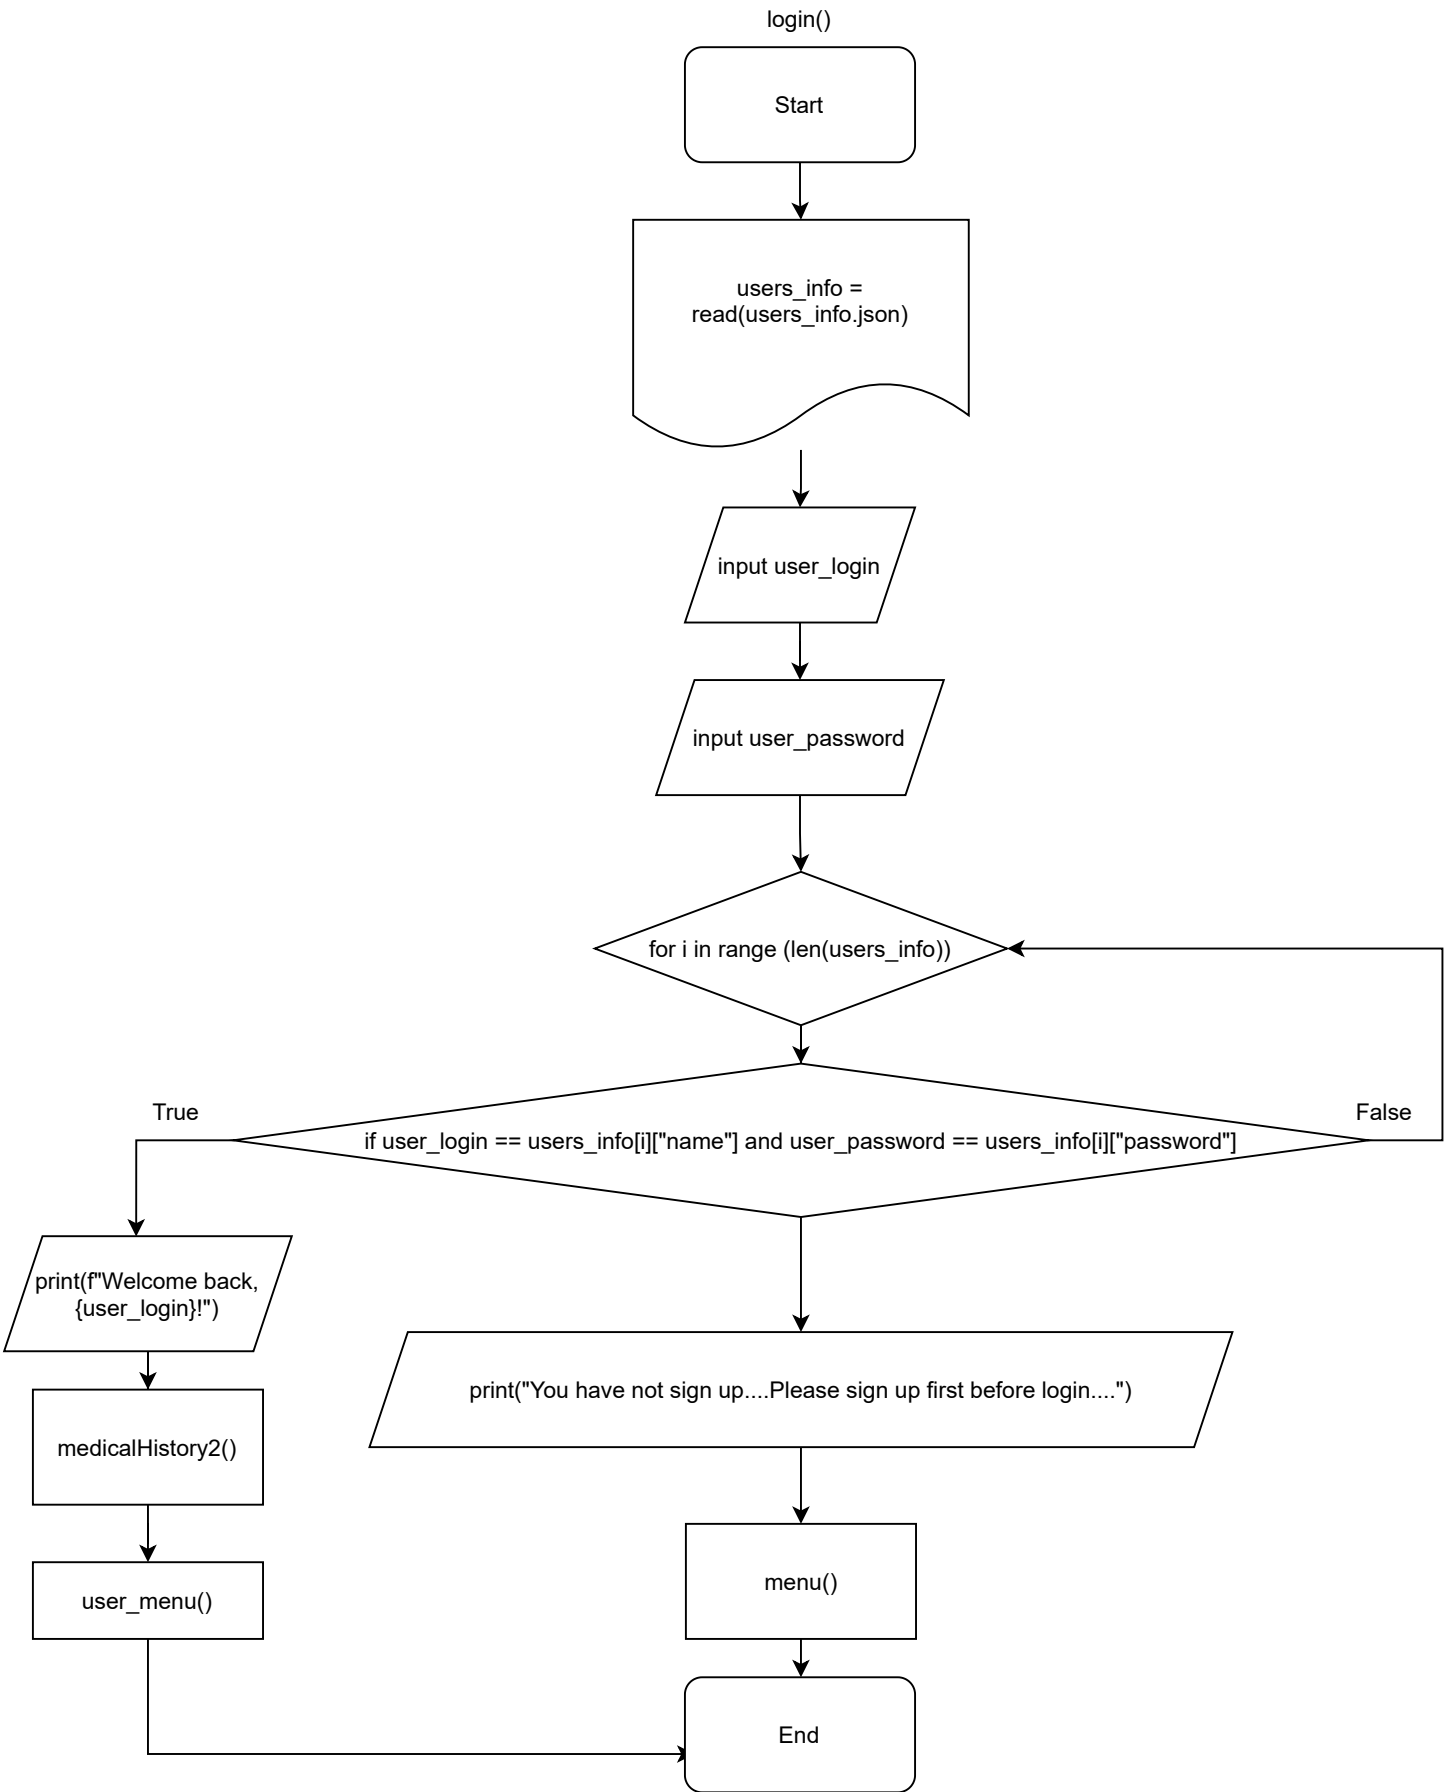 login()
Start
users_info =
read(users_info.json)
input user_login
input user_password
for i in range (len(users_info))
True
False
if user_login == users_info[i]["name"] and user_password == users_info[i]["password"]
print(f"Welcome back,
{user_login}!")
print("You have not sign up....Please sign up first before login....")
medicalHistory2()
menu()
user_menu()
End